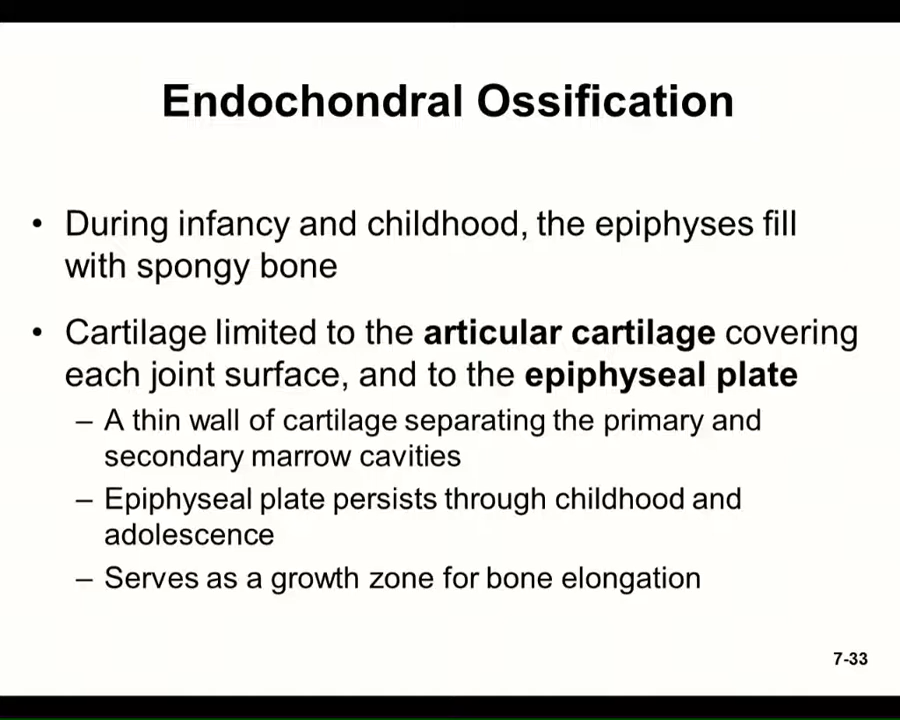 Endochondral Ossification
• During infancy and childhood, the epiphyses fill
with spongy bone
• Cartilage limited to the articular cartilage covering
each joint surface, and to the epiphyseal plate
– A thin wall of cartilage separating the primary and
secondary marrow cavities
– Epiphyseal plate persists through childhood and
adolescence
– Serves as a growth zone for bone elongation
7-33